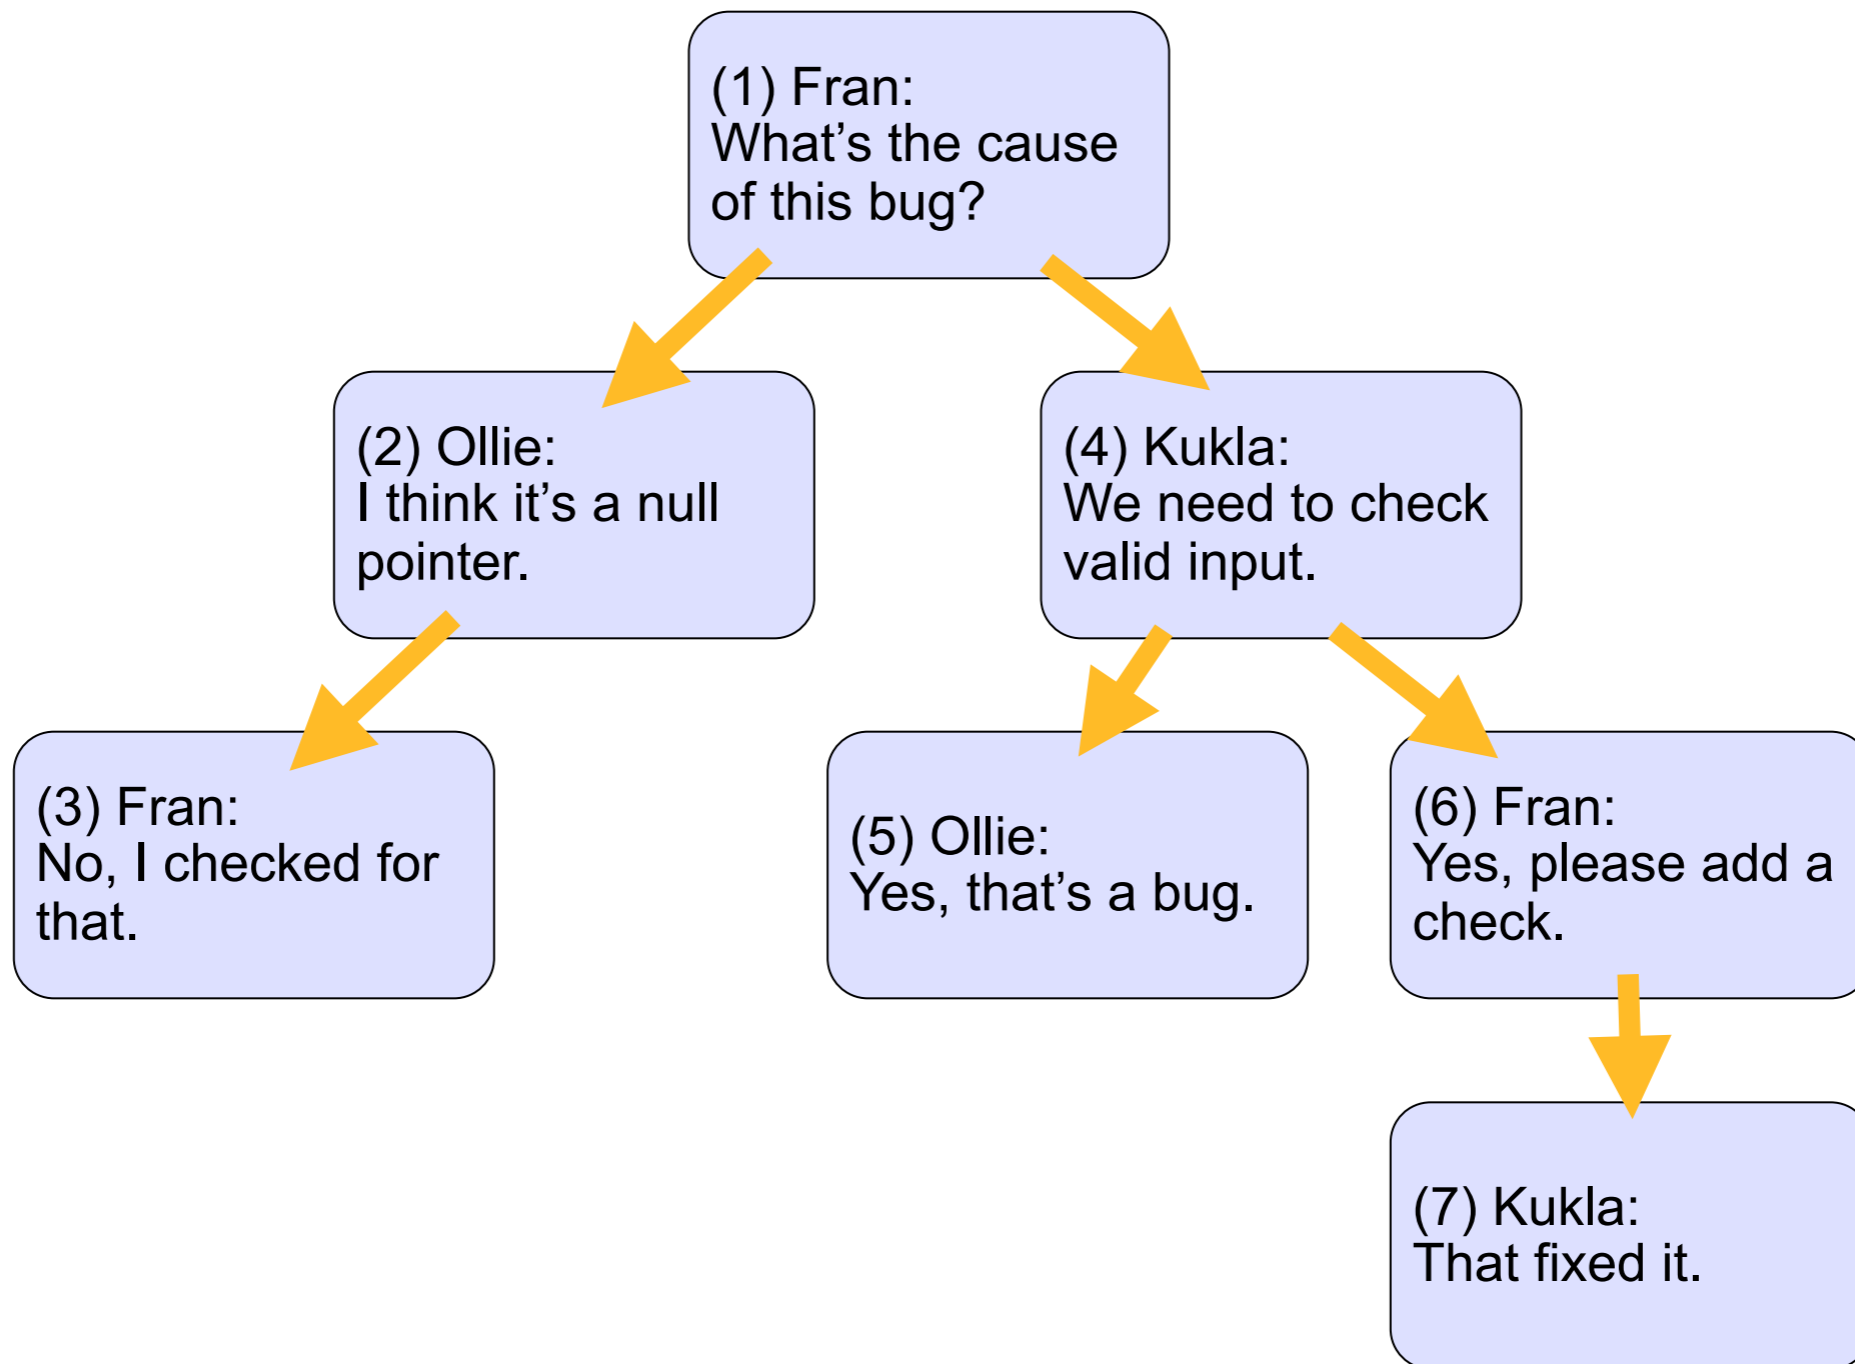 (1) Fran:
What’s the cause
of this bug?
(2) Ollie:
I think it’s a null
pointer.
(4) Kukla:
We need to check
valid input.
(3) Fran:
No, I checked for
that.
(5) Ollie:
Yes, that’s a bug.
(6) Fran:
Yes, please add a
check.
(7) Kukla:
That fixed it.